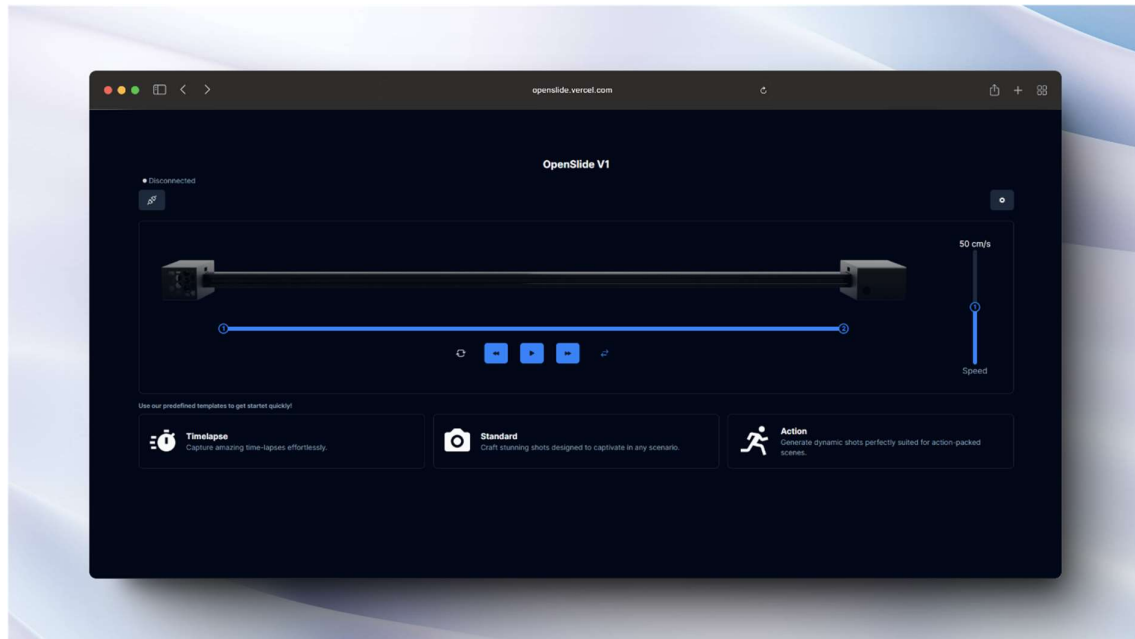 openslide.vercel.com
OpenSlide V1
Disconnected
50 cm/s
1
1
2
Speed
Use our predefined templates to get startet quickly!
Timelapse
Capture amazing time-lapses effortlessly.
Standard
Craft stunning shots designed to captivate in any scenario.
Action
Generate dynamic shots perfectly suited for action-packed
scenes.